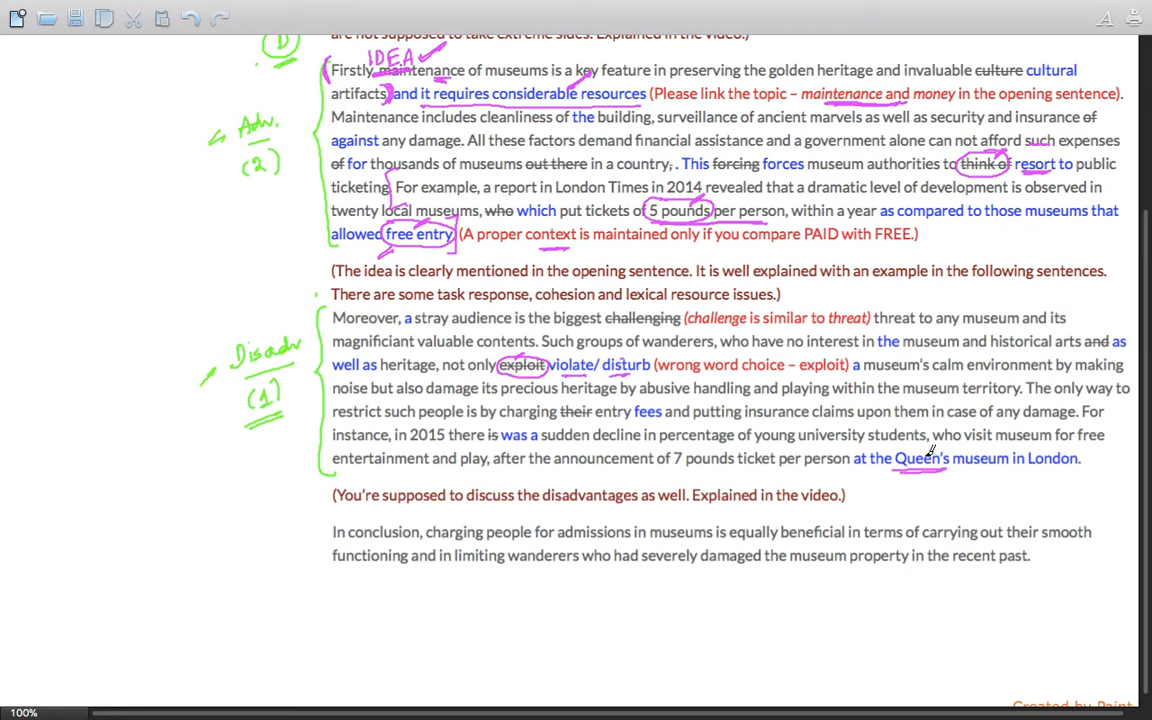 are not supposed to take extreme sides. Explained in the video.)
D
IDEA
Firstly maintenance of museums is a key feature in preserving the golden heritage and invaluable culture cultural
artifacts, and it requires considerable resources (Please link the topic – maintenance and money in the opening sentence).
Maintenance includes cleanliness of the building, surveillance of ancient marvels as well as security and insurance of
against any damage. All these factors demand financial assistance and a government alone can not afford such expenses
of for thousands of museums out there in a country, . This forcing forces museum authorities to think of resort to public
ticketing. For example, a report in London Times in 2014 revealed that a dramatic level of development is observed in
twenty local museums, who which put tickets of 5 pounds per person, within a year as compared to those museums that
allowed free entry (A proper context is maintained only if you compare PAID with FREE.)
Adv.
(2)
(The idea is clearly mentioned in the opening sentence. It is well explained with an example in the following sentences.
There are some task response, cohesion and lexical resource issues.)
Moreover, a stray audience is the biggest challenging (challenge is similar to threat) threat to any museum and its
magnificiant valuable contents. Such groups of wanderers, who have no interest in the museum and historical arts and as
well as heritage, not only exploit violate/ disturb (wrong word choice – exploit) a museum's calm environment by making
noise but also damage its precious heritage by abusive handling and playing within the museum territory. The only way to
restrict such people is by charging their entry fees and putting insurance claims upon them in case of any damage. For
instance, in 2015 there is was a sudden decline in percentage of young university students, who visit museum for free
entertainment and play, after the announcement of 7 pounds ticket per person at the Queen's museum in London.
Disadv
(1)
(You're supposed to discuss the disadvantages as well. Explained in the video.)
In conclusion, charging people for admissions in museums is equally beneficial in terms of carrying out their smooth
functioning and in limiting wanderers who had severely damaged the museum property in the recent past.
Created by Paint
100%